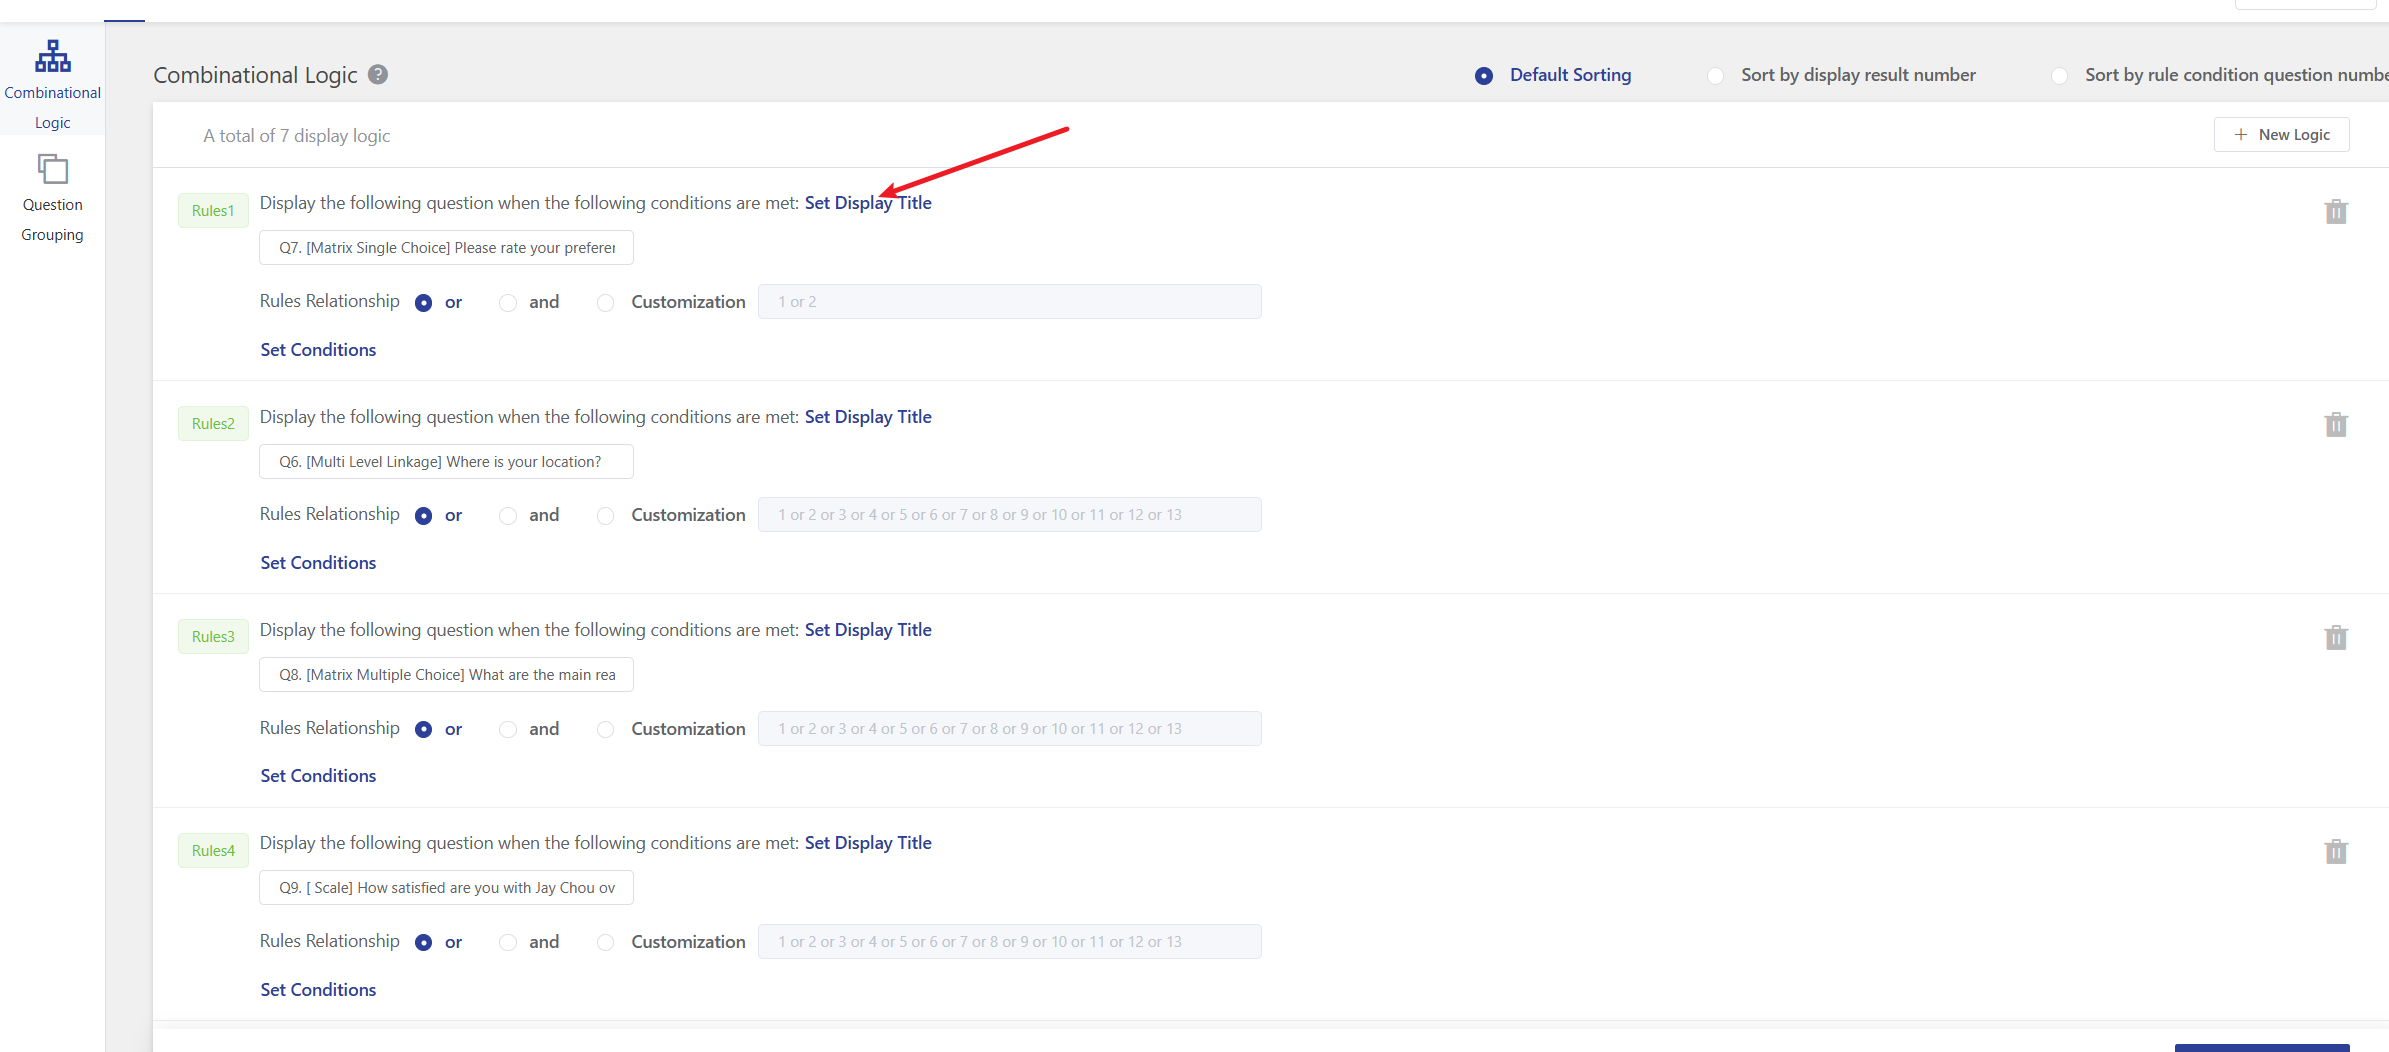 Combinational
Logic
Question
Grouping
Combinational Logic ?
Default Sorting
Sort by display result number
Sort by rule condition question
A total of 7 display logic
+ New Logic
Rules1
Display the following question when the following conditions are met: Set Display Title
Q7. [Matrix Single Choice] Please rate your
Rules Relationship or and Customization 1 or 2
Set Conditions
Rules2
Display the following question when the following conditions are met: Set Display Title
Q6. [Multi Level Linkage] Where is your location?
Rules Relationship or and Customization 1 or 2 or 3 or 4 or 5 or 6 or 7 or 8 or 9 or 10 or 11 or 12 or 13
Set Conditions
Rules3
Display the following question when the following conditions are met: Set Display Title
Q8. [Matrix Multiple Choice] What are the main rea
Rules Relationship or and Customization 1 or 2 or 3 or 4 or 5 or 6 or 7 or 8 or 9 or 10 or 11 or 12 or 13
Set Conditions
Rules4
Display the following question when the following conditions are met: Set Display Title
Q9. [ Scale] How satisfied are you with Jay Chou ov
Rules Relationship or and Customization 1 or 2 or 3 or 4 or 5 or 6 or 7 or 8 or 9 or 10 or 11 or 12 or 13
Set Conditions